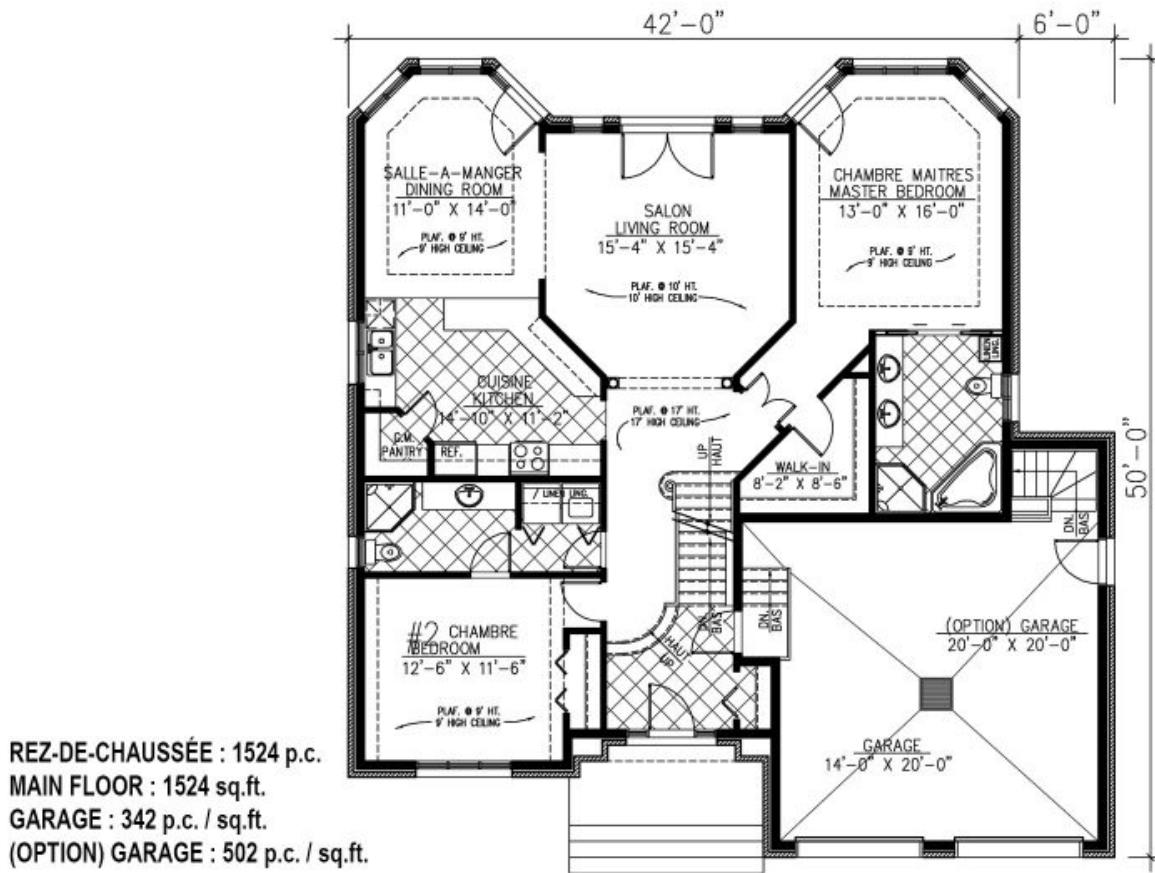 42'-0"
6'-0"
50'-0"
SALLE-A-MANGER
DINING ROOM
11'-0" X 14'-0"
PLAF. @ 9' HT.
9' HIGH CEILING
SALON
LIVING ROOM
15'-4" X 15'-4"
PLAF. @ 10' HT.
10' HIGH CEILING
CHAMBRE MAITRES
MASTER BEDROOM
13'-0" X 16'-0"
PLAF. @ 9' HT.
9' HIGH CEILING
LINEN
LING.
CUISINE
KITCHEN
14'-10" X 11'-2"
G.M.
PANTRY
REF.
PLAF. @ 17' HT.
17' HIGH CEILING
UP
HAUT
WALK-IN
8'-2" X 8'-6"
/ LINEN LING.
DN.
BAS
#2 CHAMBRE
BEDROOM
12'-6" X 11'-6"
PLAF. @ 9' HT.
9' HIGH CEILING
HAUT
UP
DN.
BAS
DN.
BAS
(OPTION) GARAGE
20'-0" X 20'-0"
GARAGE
14'-0" X 20'-0"
REZ-DE-CHAUSSÉE : 1524 p.c.
MAIN FLOOR : 1524 sq.ft.
GARAGE : 342 p.c. / sq.ft.
(OPTION) GARAGE : 502 p.c. / sq.ft.